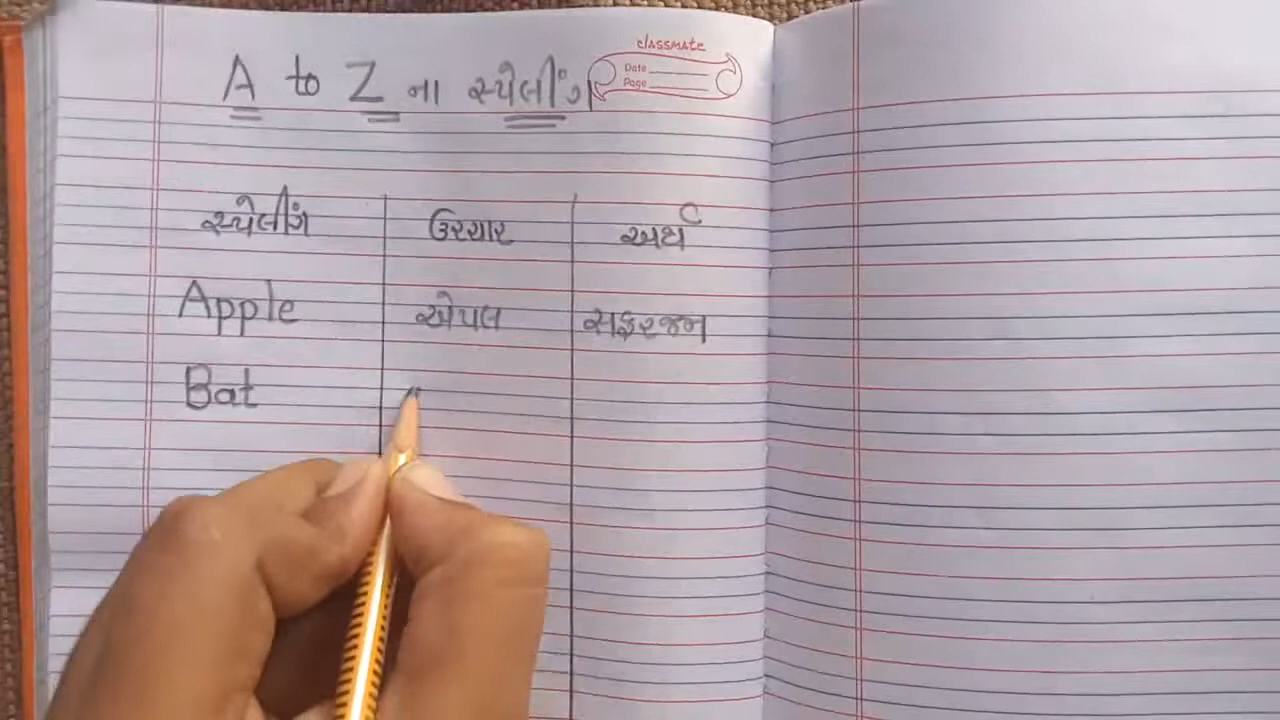 classmate
Date
Page
A to Z ના સ્પેલીંગ
સ્પેલીંગ ઉચ્ચાર અર્થ
Apple એપલ સફરજન
Bat